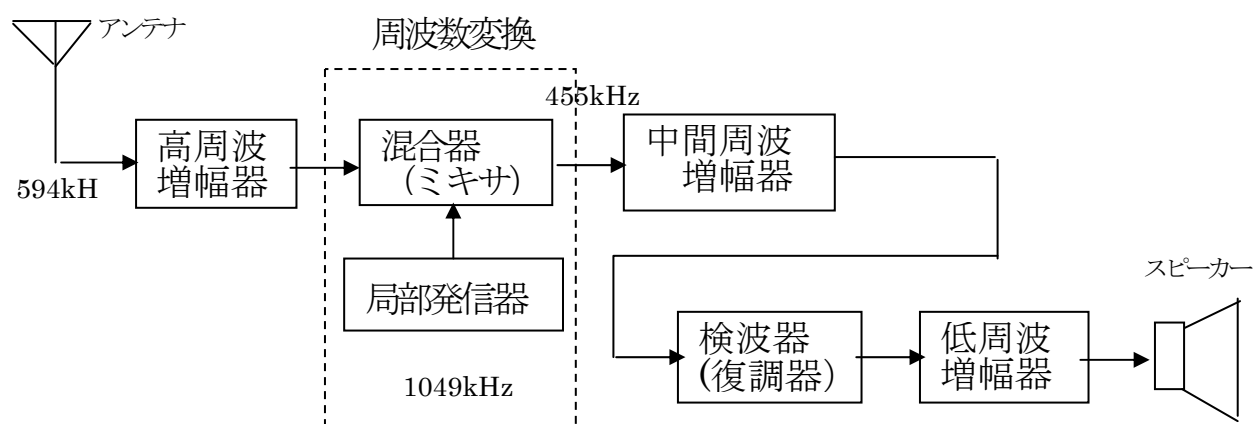 アンテナ
周波数変換
455kHz
594kH
高周波
増幅器
混合器
(ミキサ)
中間周波
増幅器
局部発信器
1049kHz
検波器
(復調器)
低周波
増幅器
スピーカー